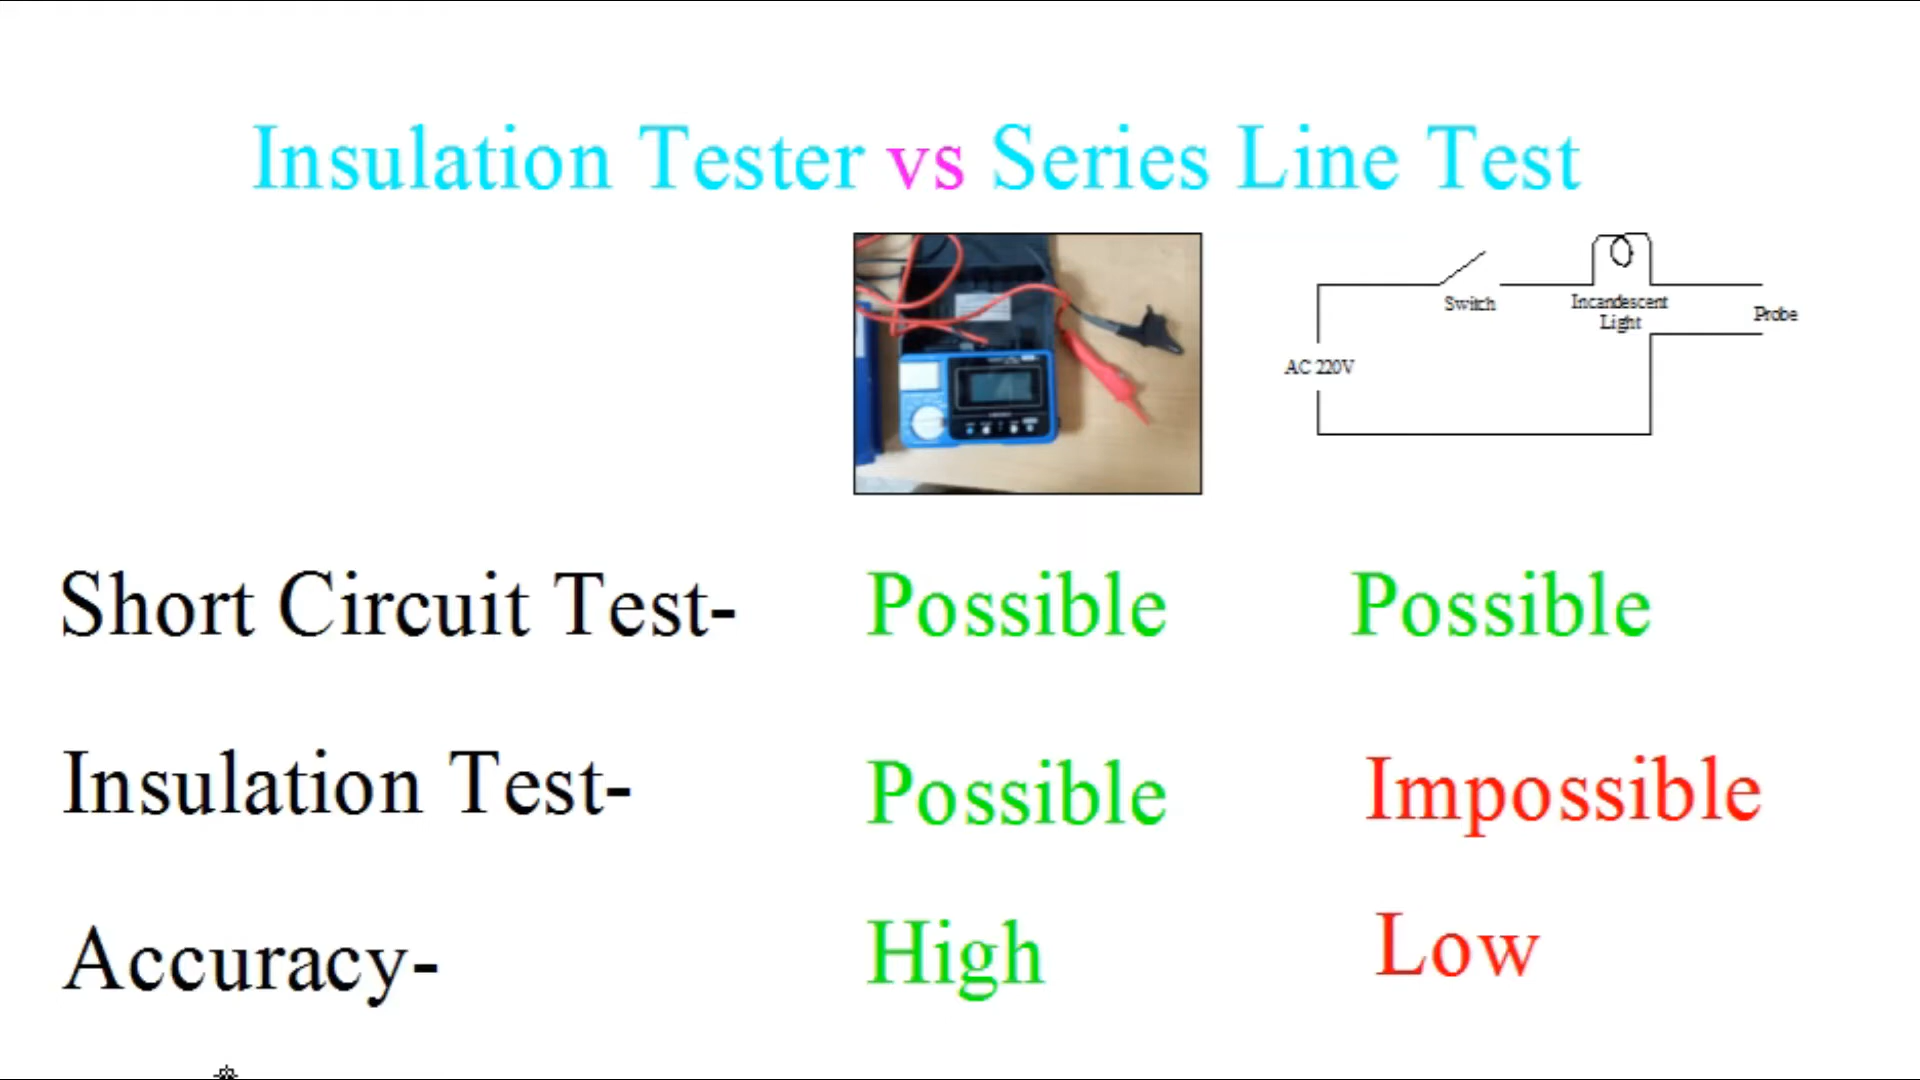 Insulation Tester vs Series Line Test
Switch
Incandescent
Light
Probe
AC 220V
Short Circuit Test- Possible Possible
Insulation Test- Possible Impossible
Accuracy- High Low